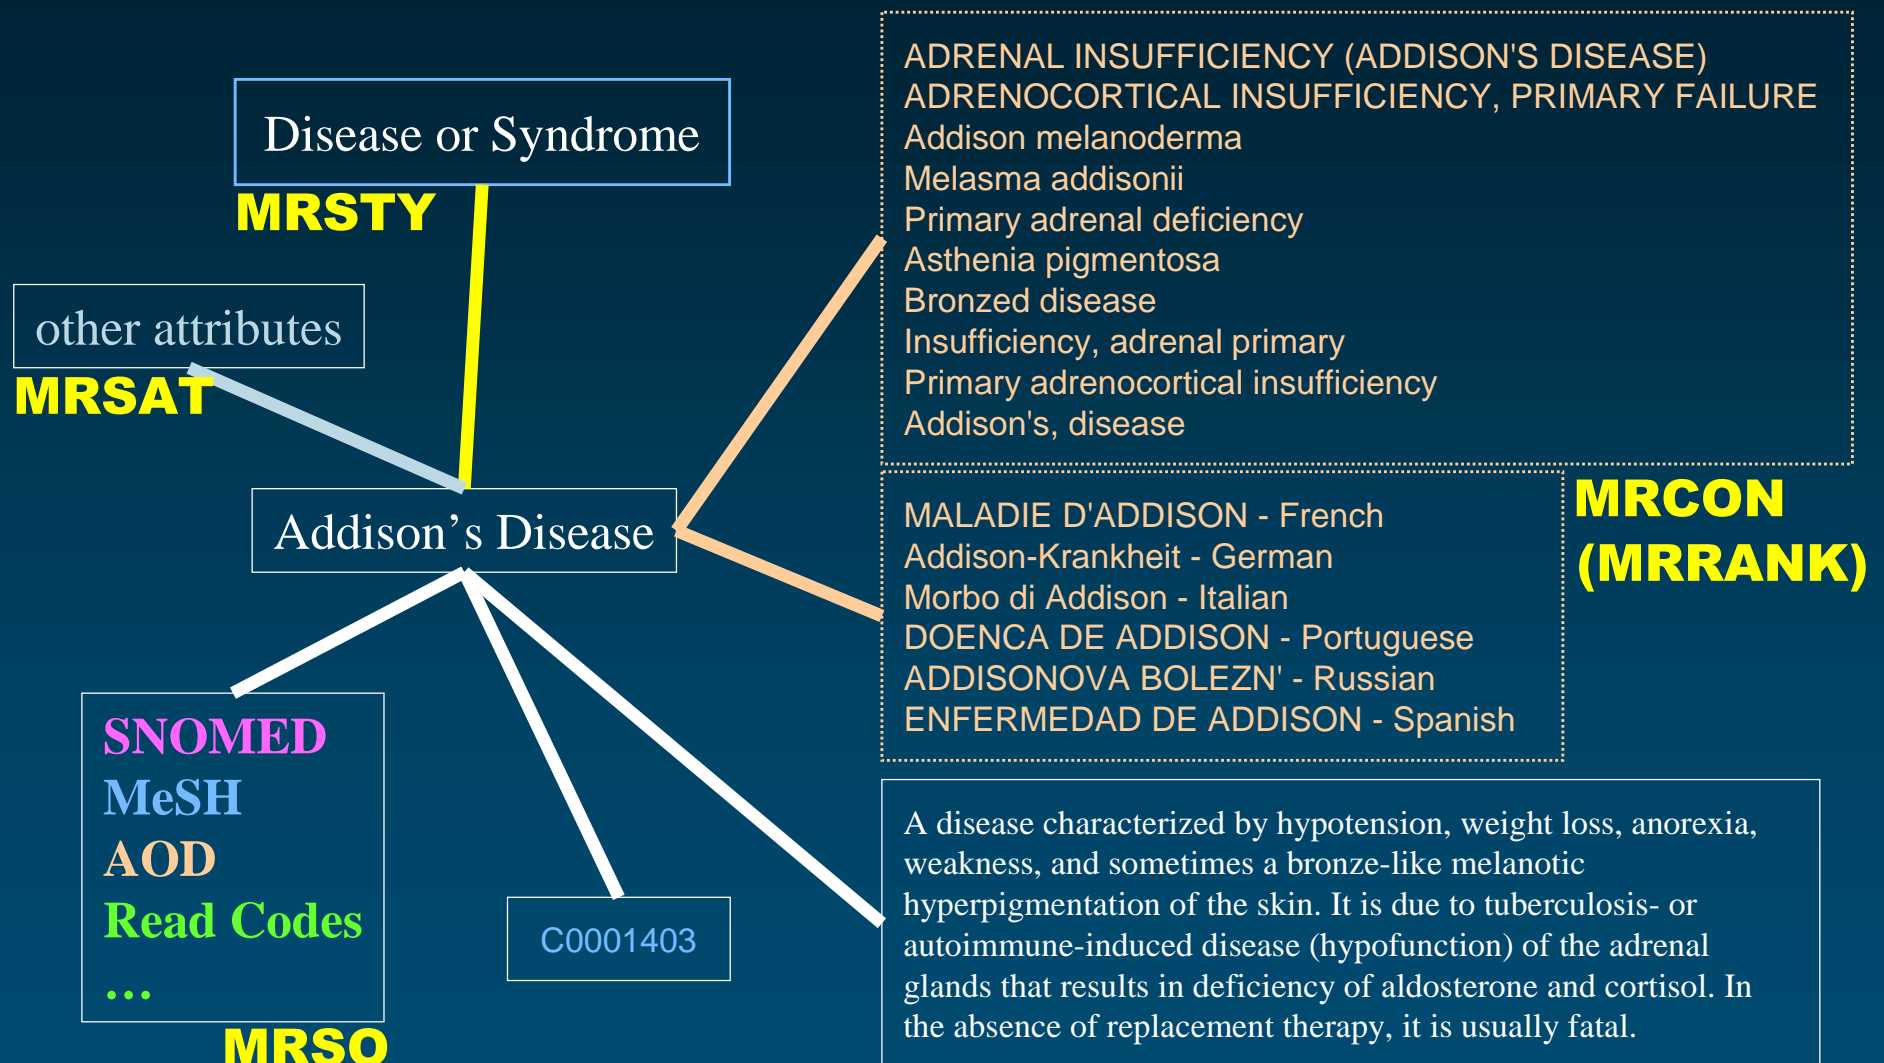 Disease or Syndrome
MRSTY
other attributes
MRSAT
Addison’s Disease
SNOMED
MeSH
AOD
Read Codes
…
MRSO
C0001403
ADRENAL INSUFFICIENCY (ADDISON'S DISEASE)
ADRENOCORTICAL INSUFFICIENCY, PRIMARY FAILURE
Addison melanoderma
Melasma addisonii
Primary adrenal deficiency
Asthenia pigmentosa
Bronzed disease
Insufficiency, adrenal primary
Primary adrenocortical insufficiency
Addison's, disease
MALADIE D'ADDISON - French
Addison-Krankheit - German
Morbo di Addison - Italian
DOENCA DE ADDISON - Portuguese
ADDISONOVA BOLEZN' - Russian
ENFERMEDAD DE ADDISON - Spanish
MRCON
(MRRANK)
A disease characterized by hypotension, weight loss, anorexia,
weakness, and sometimes a bronze-like melanotic
hyperpigmentation of the skin. It is due to tuberculosis- or
autoimmune-induced disease (hypofunction) of the adrenal
glands that results in deficiency of aldosterone and cortisol. In
the absence of replacement therapy, it is usually fatal.